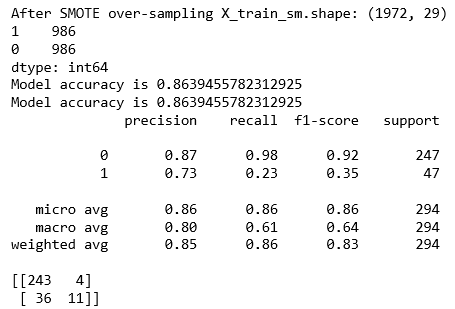 After SMOTE over-sampling X_train_sm.shape: (1972, 29)
1    986
0    986
dtype: int64
Model accuracy is 0.8639455782312925
Model accuracy is 0.8639455782312925
              precision    recall  f1-score   support

           0       0.87      0.98      0.92       247
           1       0.73      0.23      0.35        47

   micro avg       0.86      0.86      0.86       294
   macro avg       0.80      0.61      0.64       294
weighted avg       0.85      0.86      0.83       294

[[243   4]
 [ 36  11]]